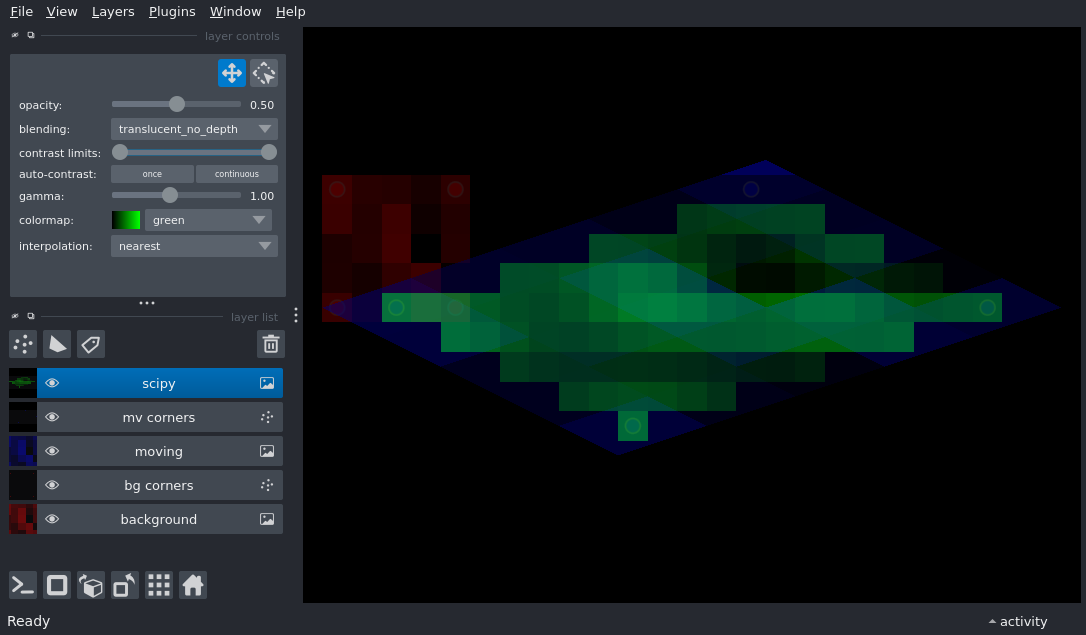 File View Layers Plugins Window Help
layer controls
opacity: 0.50
blending: translucent_no_depth
contrast limits:
auto-contrast: once continuous
gamma: 1.00
colormap: green
interpolation: nearest
layer list
scipy
mv corners
moving
bg corners
background
Ready activity